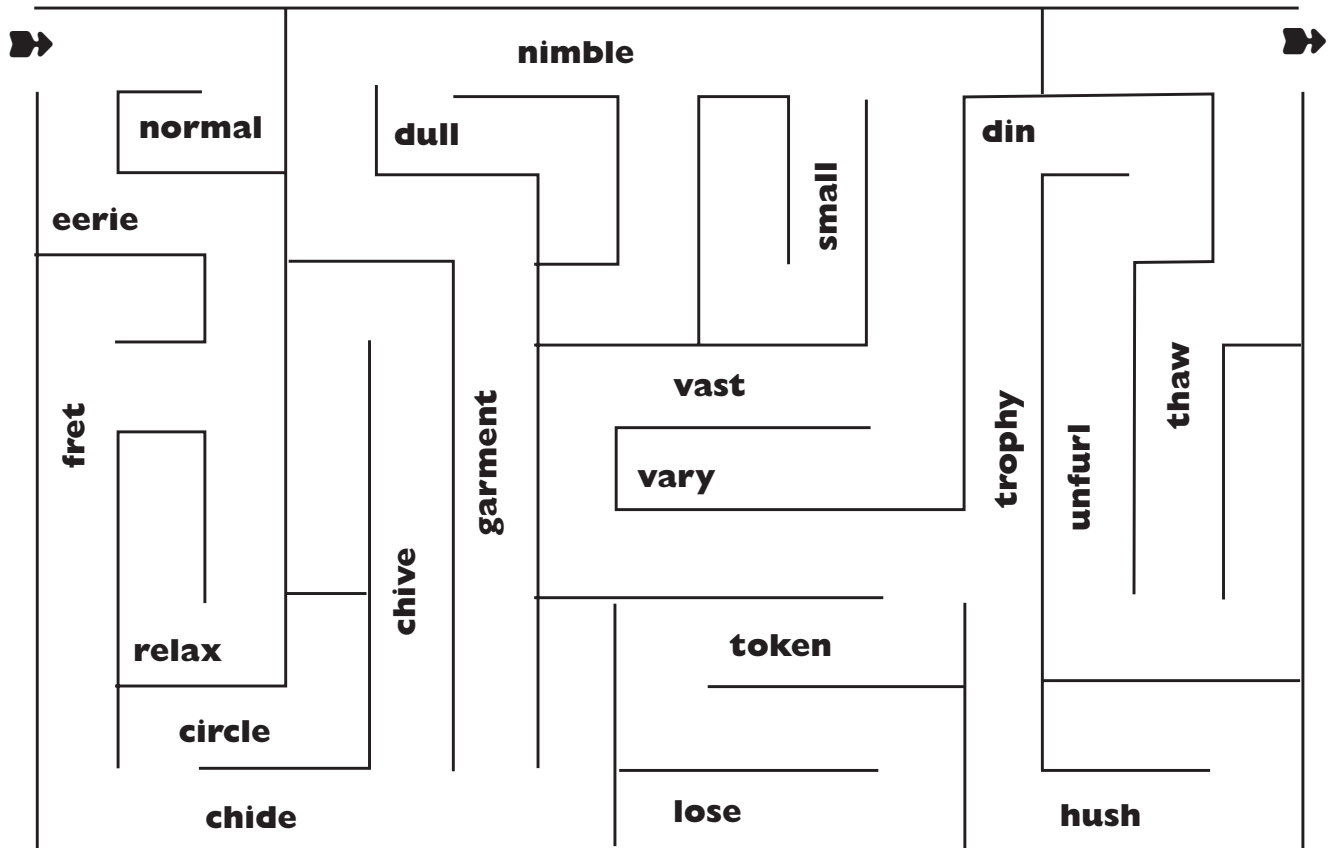 nimble
normal
dull
din
small
eerie
vast
thaw
fret
garment
trophy
unfurl
vary
chive
relax
token
circle
chide
lose
hush